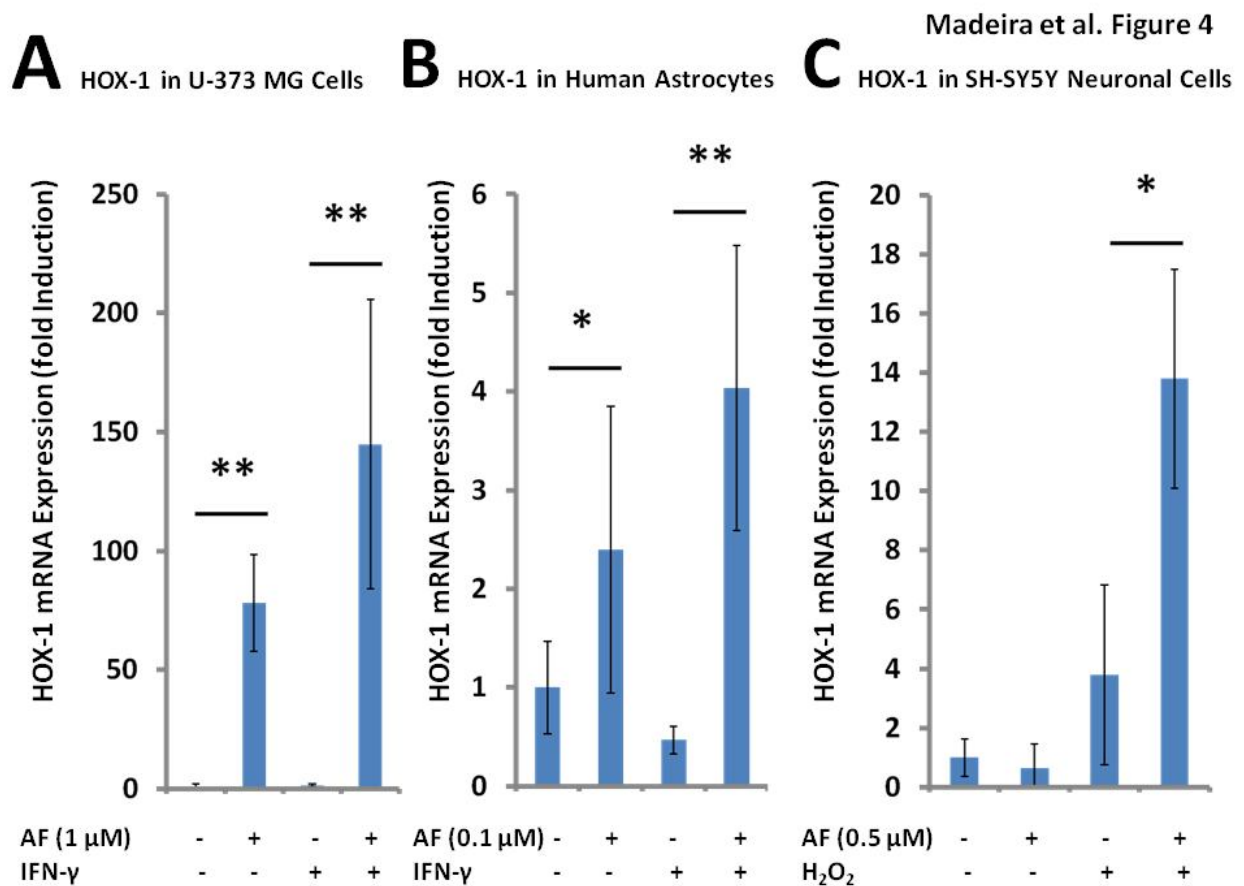 Madeira et al. Figure 4
A HOX-1 in U-373 MG Cells
HOX-1 mRNA Expression (fold Induction)
250
200
150
100
50
0
**
**
AF (1 μM) - + - +
IFN-γ - - + +
B HOX-1 in Human Astrocytes
HOX-1 mRNA Expression (fold Induction)
6
5
4
3
2
1
0
*
**
AF (0.1 μM) - + - +
IFN-γ - - + +
C HOX-1 in SH-SY5Y Neuronal Cells
HOX-1 mRNA Expression (fold Induction)
20
18
16
14
12
10
8
6
4
2
0
*
AF (0.5 μM) - + - +
H₂O₂ - - + +